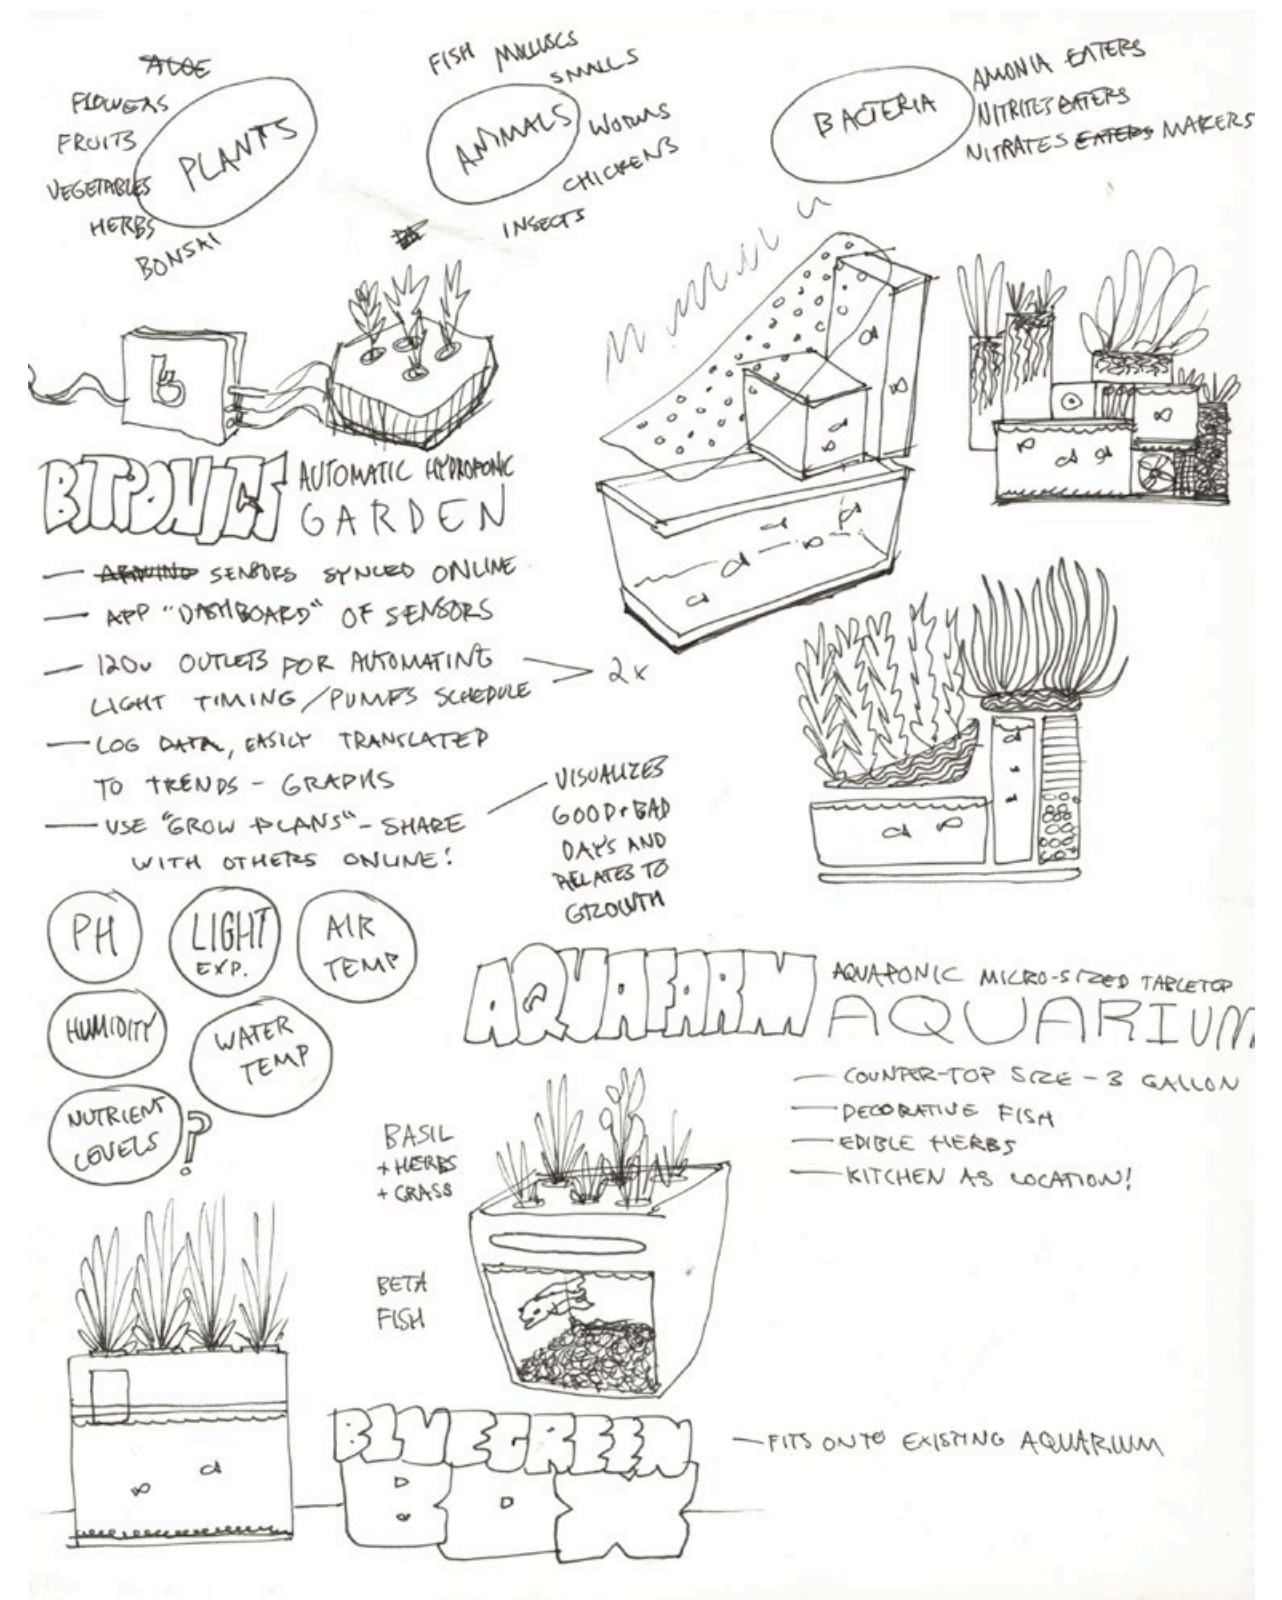 ALOE
FLOWERS
FRUITS
VEGETABLES
HERBS
BONSAI
PLANTS
FISH MOLLUSCS
SNAILS
ANIMALS
WORMS
CHICKENS
INSECTS
BACTERIA
AMONIA EATERS
NITRITES EATERS
NITRATES EATERS MAKERS
b
BITPONICS
AUTOMATIC HYDROPONIC
GARDEN
— ARDUINO SENSORS SYNCED ONLINE
— APP "DASHBOARD" OF SENSORS
— 120V OUTLETS FOR AUTOMATING
LIGHT TIMING / PUMPS SCHEDULE
2x
— LOG DATA, EASILY TRANSLATED
TO TRENDS - GRAPHS
— USE "GROW PLANS" - SHARE
WITH OTHERS ONLINE!
VISUALIZES
GOOD + BAD
DAYS AND
RELATES TO
GROWTH
PH
LIGHT
EXP.
AIR
TEMP
HUMIDITY
WATER
TEMP
NUTRIENT
LEVELS ?
AQUAFARM
AQUAPONIC MICRO-SIZED TABLETOP
AQUARIUM
— COUNTER-TOP SIZE - 3 GALLON
— DECORATIVE FISH
— EDIBLE HERBS
— KITCHEN AS LOCATION!
BASIL
+ HERBS
+ GRASS
BETA
FISH
BLUEGREEN
BOX
— FITS ONTO EXISTING AQUARIUM